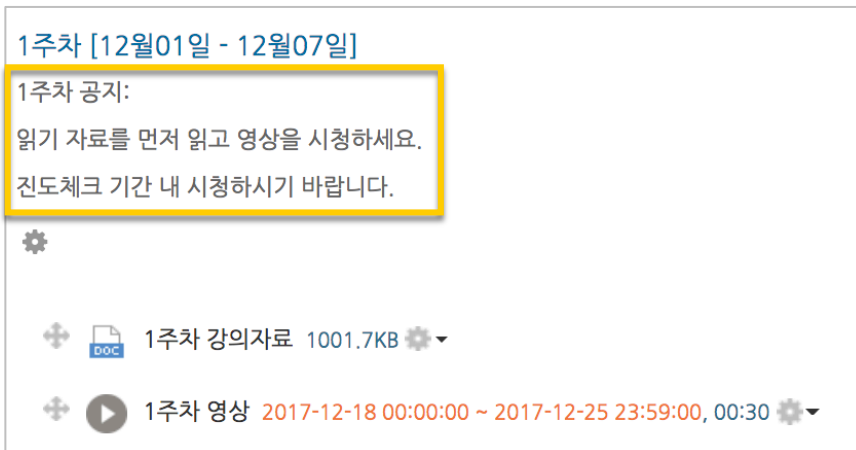 1주차 [12월01일 - 12월07일]
1주차 공지:
읽기 자료를 먼저 읽고 영상을 시청하세요.
진도체크 기간 내 시청하시기 바랍니다.
DOC 1주차 강의자료 1001.7KB
1주차 영상 2017-12-18 00:00:00 ~ 2017-12-25 23:59:00, 00:30